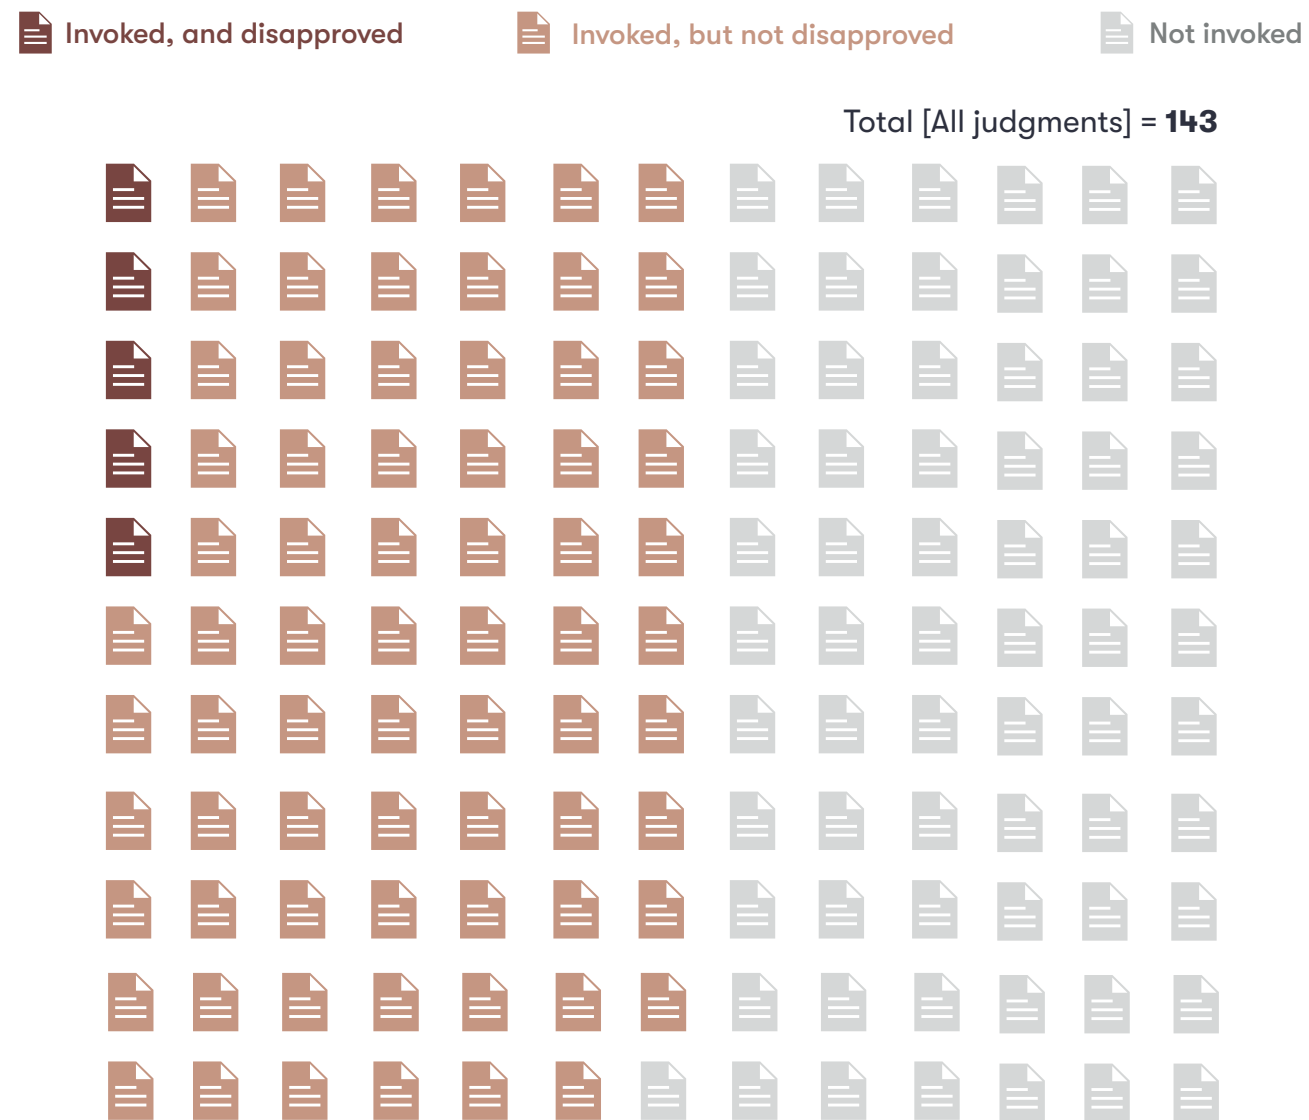 Invoked, and disapproved
Invoked, but not disapproved
Not invoked
Total [All judgments] = 143